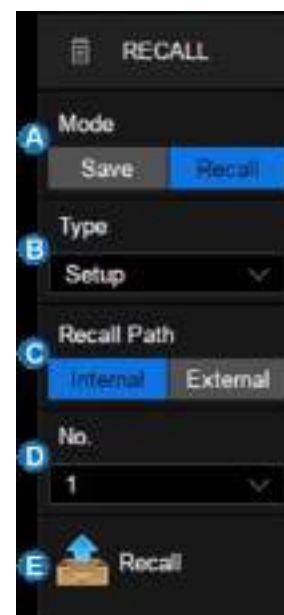 RECALL
Mode
A
Save Recall
Type
B
Setup
Recall Path
C
Internal External
No.
D
1
E Recall